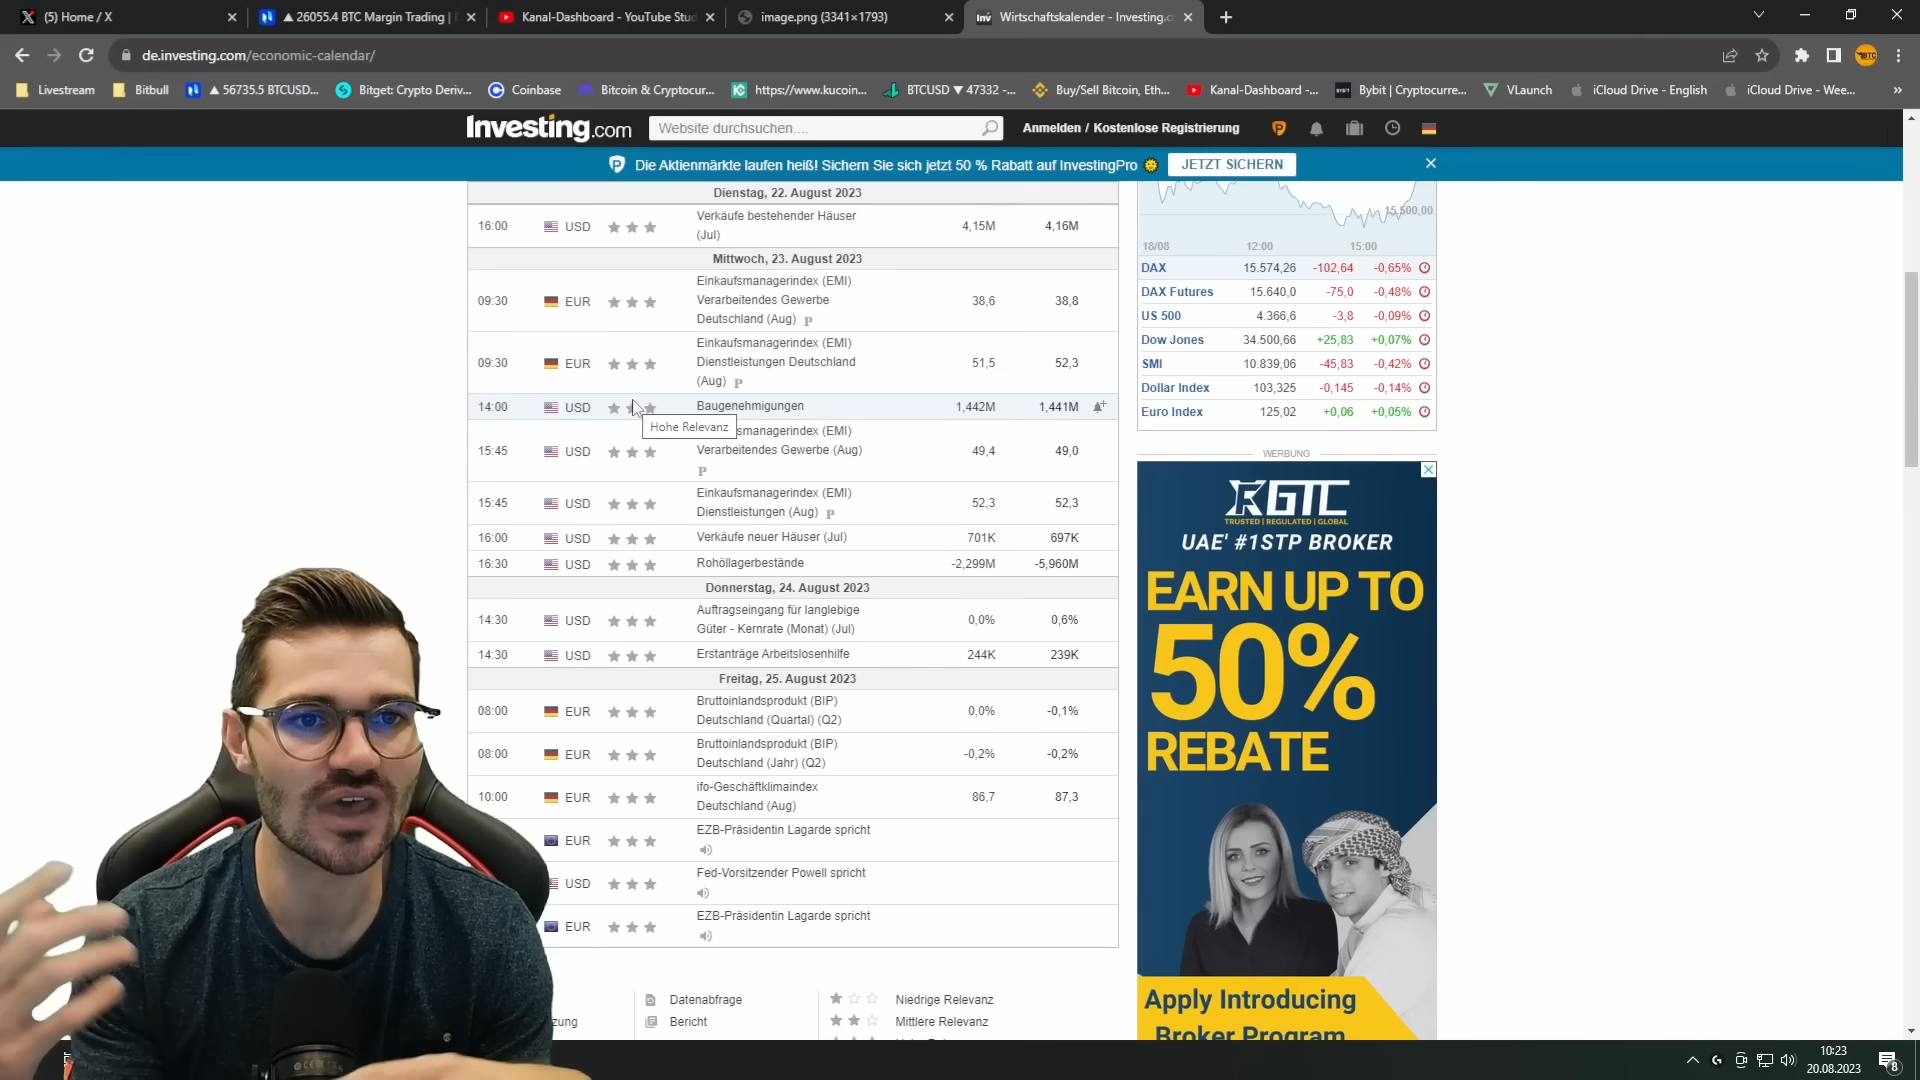 (5) Home / X
▲ 26055.4 BTC Margin Trading |
Kanal-Dashboard - YouTube Stud
image.png (3341×1793)
Wirtschaftskalender - Investing.c
de.investing.com/economic-calendar/
Livestream
Bitbull
▲ 56735.5 BTCUSD...
Bitget: Crypto Deriv...
Coinbase
Bitcoin & Cryptocur...
https://www.kucoin...
BTCUSD ▼ 47332 -...
Buy/Sell Bitcoin, Eth...
Kanal-Dashboard -...
Bybit | Cryptocurre...
VLaunch
iCloud Drive - English
iCloud Drive - Wee...
»
Investing.com
Website durchsuchen....
Anmelden / Kostenlose Registrierung
Die Aktienmärkte laufen heiß! Sichern Sie sich jetzt 50 % Rabatt auf InvestingPro
JETZT SICHERN
Dienstag, 22. August 2023
16:00 USD Verkäufe bestehender Häuser 4,15M 4,16M
(Jul)
Mittwoch, 23. August 2023
Einkaufsmanagerindex (EMI)
09:30 EUR Verarbeitendes Gewerbe 38,6 38,8
Deutschland (Aug) P
Einkaufsmanagerindex (EMI)
09:30 EUR Dienstleistungen Deutschland 51,5 52,3
(Aug) P
14:00 USD Baugenehmigungen 1,442M 1,441M
Hohe Relevanz
smanagerindex (EMI)
15:45 USD Verarbeitendes Gewerbe (Aug) 49,4 49,0
P
Einkaufsmanagerindex (EMI)
15:45 USD Dienstleistungen (Aug) P 52,3 52,3
16:00 USD Verkäufe neuer Häuser (Jul) 701K 697K
16:30 USD Rohöllagerbestände -2,299M -5,960M
Donnerstag, 24. August 2023
14:30 USD Auftragseingang für langlebige 0,0% 0,6%
Güter - Kernrate (Monat) (Jul)
14:30 USD Erstanträge Arbeitslosenhilfe 244K 239K
Freitag, 25. August 2023
08:00 EUR Bruttoinlandsprodukt (BIP) 0,0% -0,1%
Deutschland (Quartal) (Q2)
08:00 EUR Bruttoinlandsprodukt (BIP) -0,2% -0,2%
Deutschland (Jahr) (Q2)
10:00 EUR ifo-Geschäftklimaindex 86,7 87,3
Deutschland (Aug)
EUR EZB-Präsidentin Lagarde spricht
USD Fed-Vorsitzender Powell spricht
EUR EZB-Präsidentin Lagarde spricht
zung
Datenabfrage
Bericht
Niedrige Relevanz
Mittlere Relevanz
15.500,00
18/08 12:00 15:00
DAX 15.574,26 -102,64 -0,65%
DAX Futures 15.640,0 -75,0 -0,48%
US 500 4.366,6 -3,8 -0,09%
Dow Jones 34.500,66 +25,83 +0,07%
SMI 10.839,06 -45,83 -0,42%
Dollar Index 103,325 -0,145 -0,14%
Euro Index 125,02 +0,06 +0,05%
WERBUNG
GTC
TRUSTED | REGULATED | GLOBAL
UAE' #1STP BROKER
EARN UP TO
50%
REBATE
Apply Introducing
Broker Program
10:23
20.08.2023
8